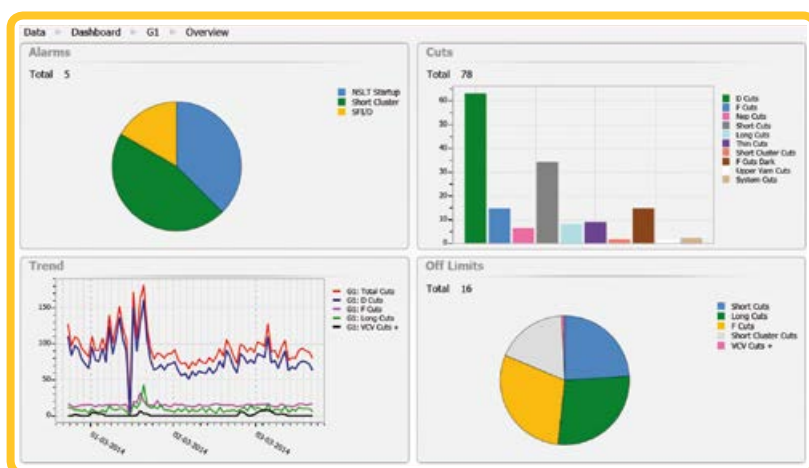 Data Dashboard G1 Overview
Alarms
Total 5
NSLT Startup
Short Cluster
SFI/D
Cuts
Total 78
60
50
40
30
20
10
0
D Cuts
F Cuts
Nep Cuts
Short Cuts
Long Cuts
Thin Cuts
Short Cluster Cuts
F Cuts Dark
Upper Yarn Cuts
System Cuts
Trend
150
100
50
0
01-03-2014
02-03-2014
03-03-2014
G1: Total Cuts
G1: D Cuts
G1: F Cuts
G1: Long Cuts
G1: VCV Cuts +
Off Limits
Total 16
Short Cuts
Long Cuts
F Cuts
Short Cluster Cuts
VCV Cuts +